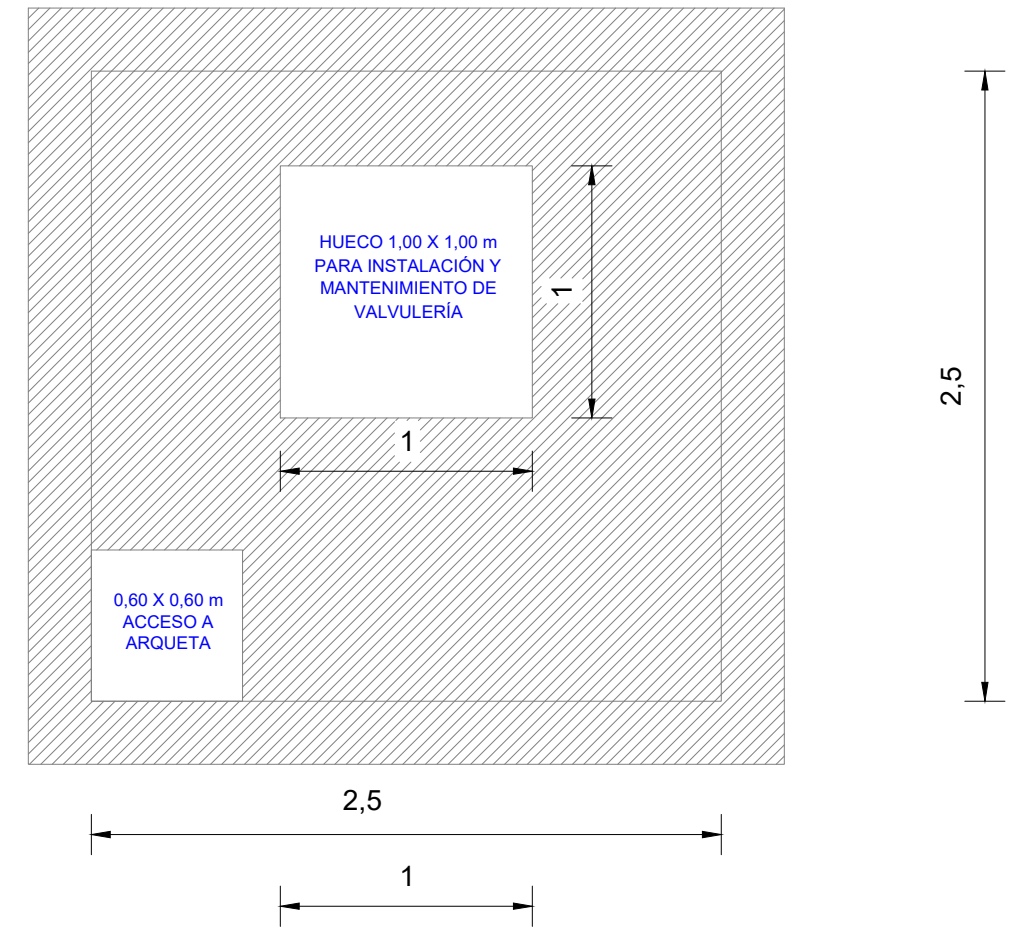 HUECO 1,00 X 1,00 m
PARA INSTALACIÓN Y
MANTENIMIENTO DE
VALVULERÍA
1
1
2,5
0,60 X 0,60 m
ACCESO A
ARQUETA
2,5
1